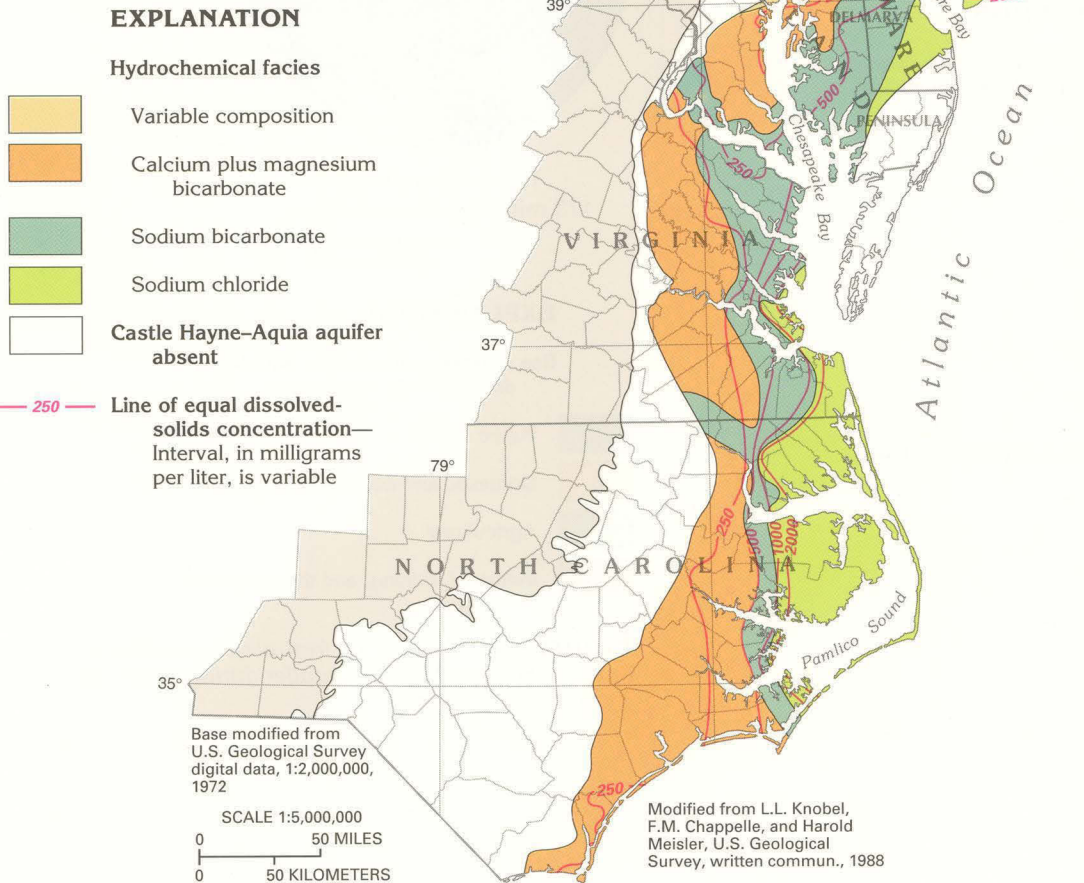 EXPLANATION
Hydrochemical facies
Variable composition
Calcium plus magnesium
bicarbonate
Sodium bicarbonate
Sodium chloride
Castle Hayne–Aquia aquifer
absent
250
Line of equal dissolved-
solids concentration—
Interval, in milligrams
per liter, is variable
39°
DELMARVA
AND
PENINSULA
500
Chesapeake Bay
250
Atlantic Ocean
VIRGINIA
37°
79°
250
500
1000
2000
NORTH CAROLINA
Pamlico Sound
35°
250
Base modified from
U.S. Geological Survey
digital data, 1:2,000,000,
1972
SCALE 1:5,000,000
0 50 MILES
0 50 KILOMETERS
Modified from L.L. Knobel,
F.M. Chappelle, and Harold
Meisler, U.S. Geological
Survey, written commun., 1988